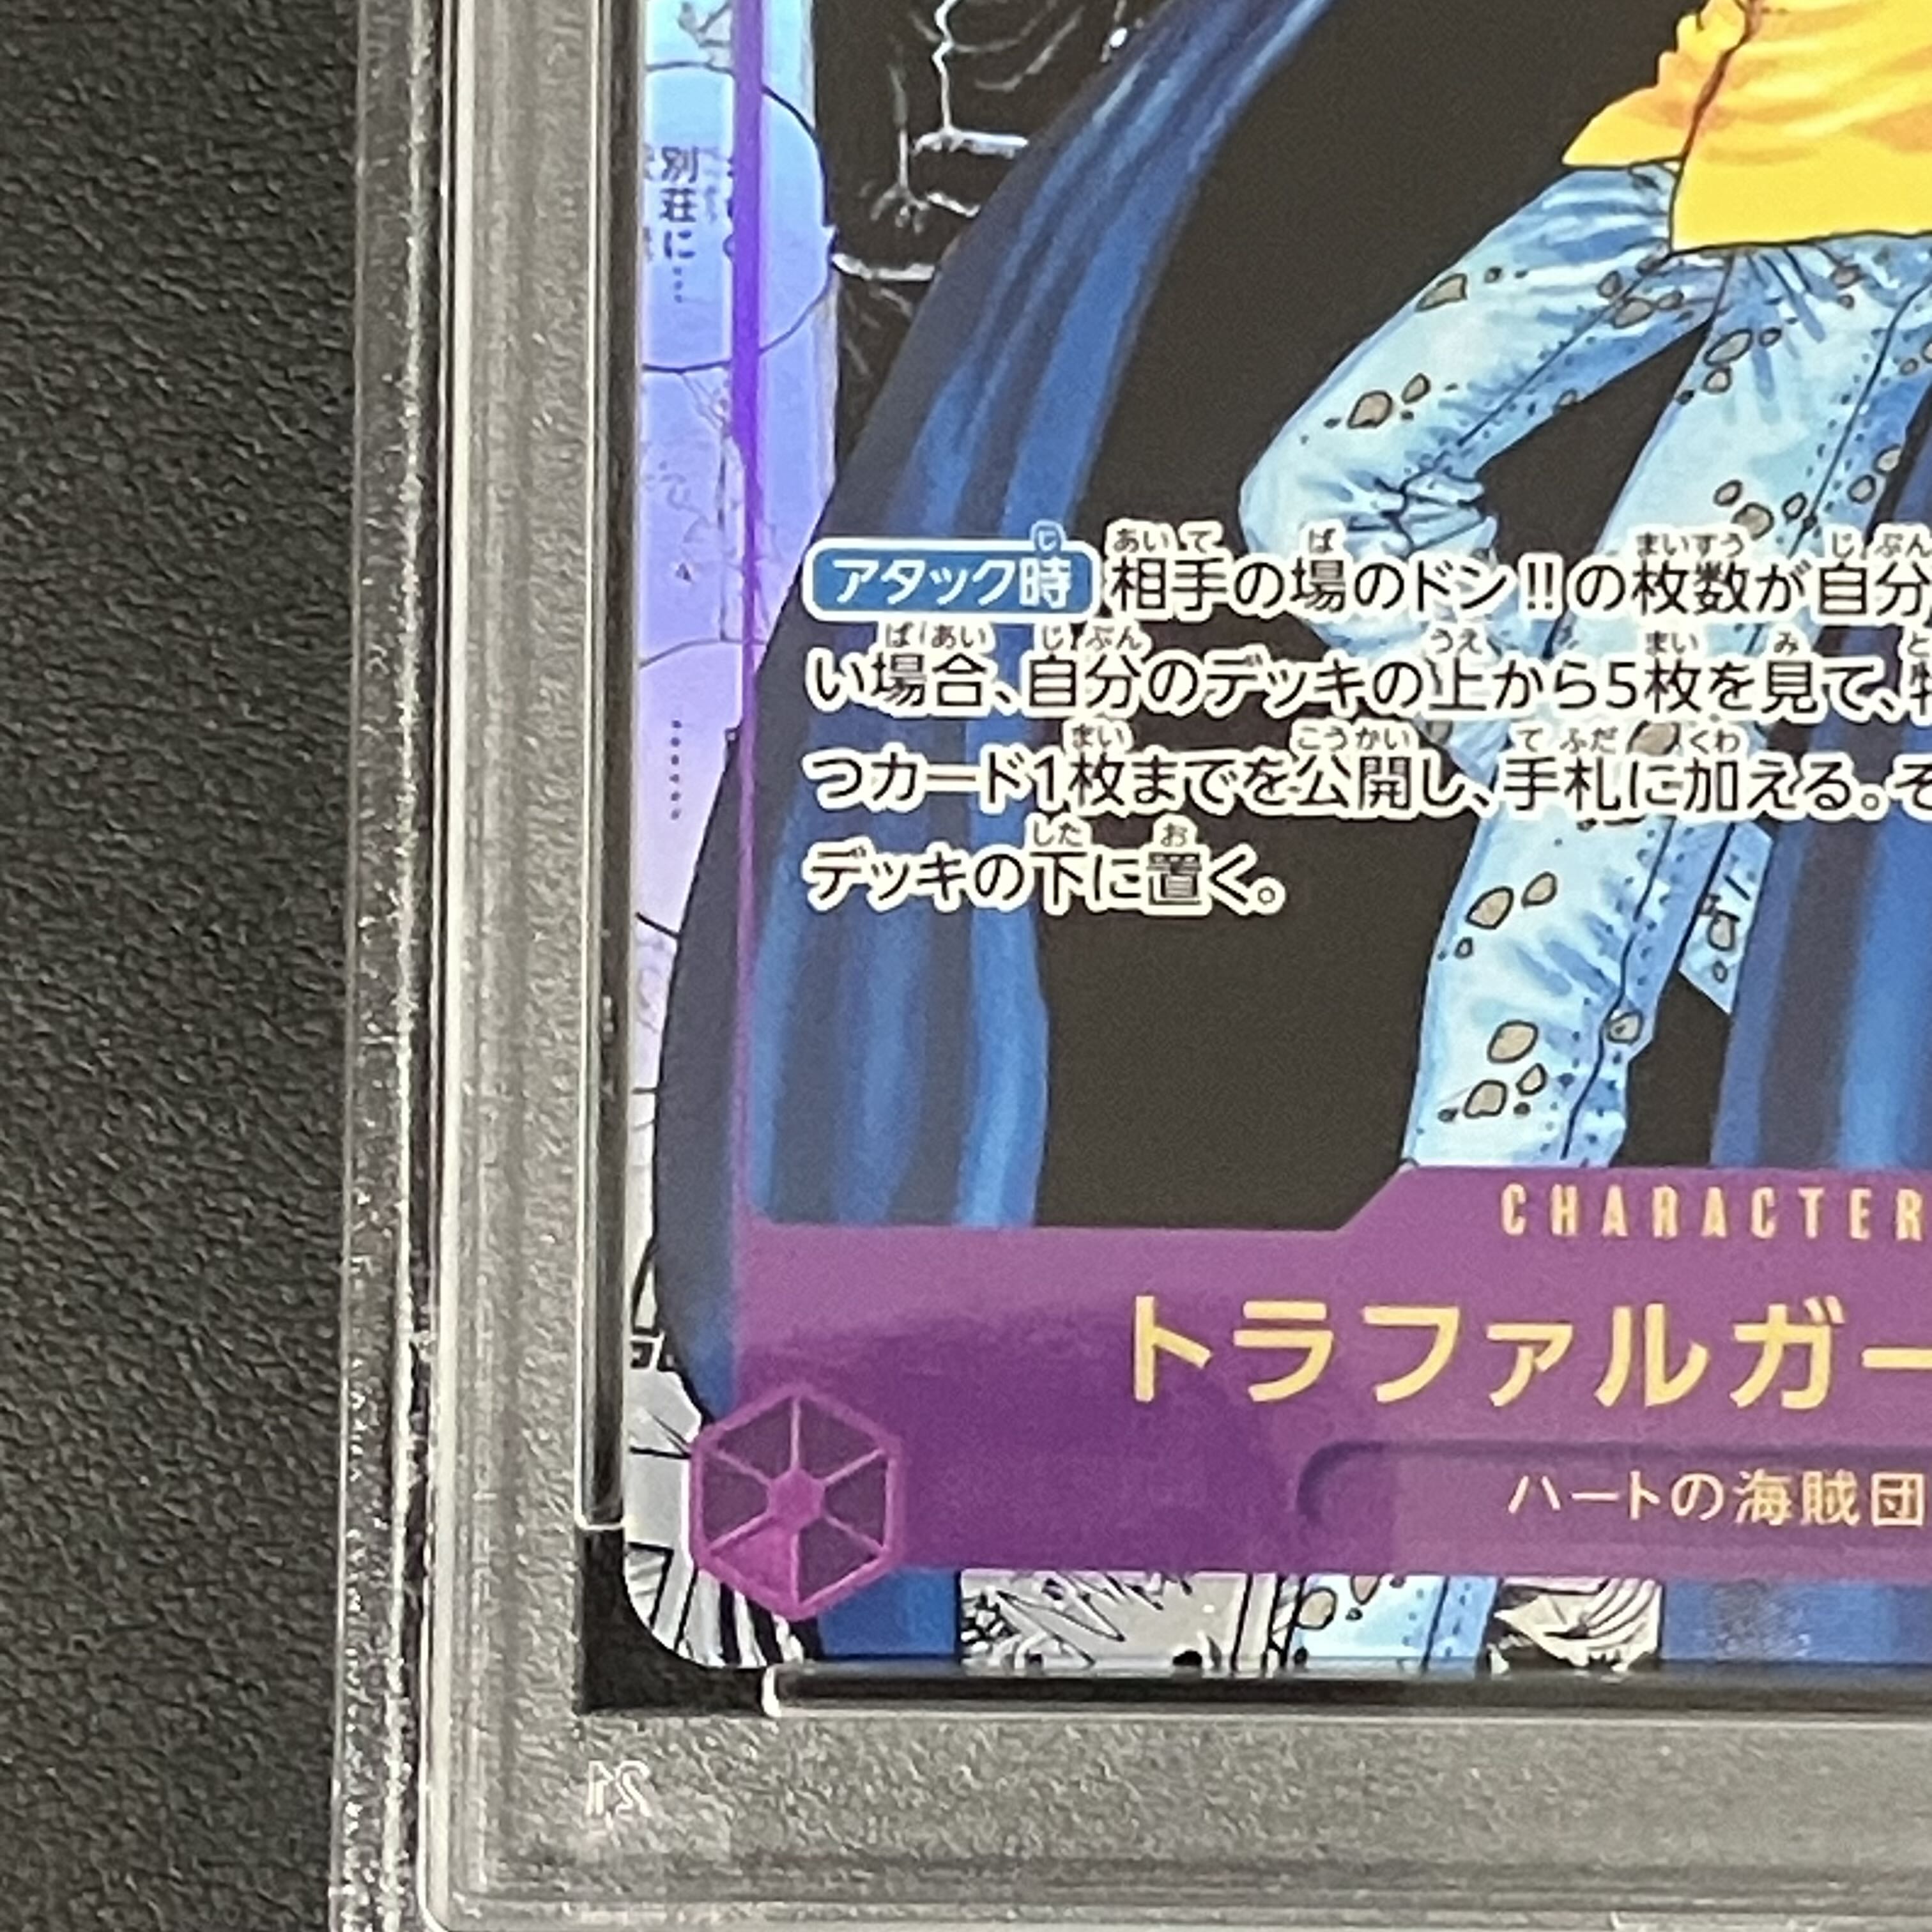 別荘に…
アタック時 相手の場のドン!!の枚数が自分
い場合、自分のデッキの上から5枚を見て、特
つカード1枚までを公開し、手札に加える。そ
デッキの下に置く。
CHARACTER
トラファルガー
ハートの海賊団
21